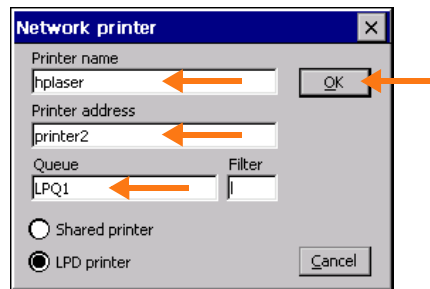 Network printer
Printer name
hplaser
OK
Printer address
printer2
Queue Filter
LPQ1 l
Shared printer
LPD printer
Cancel